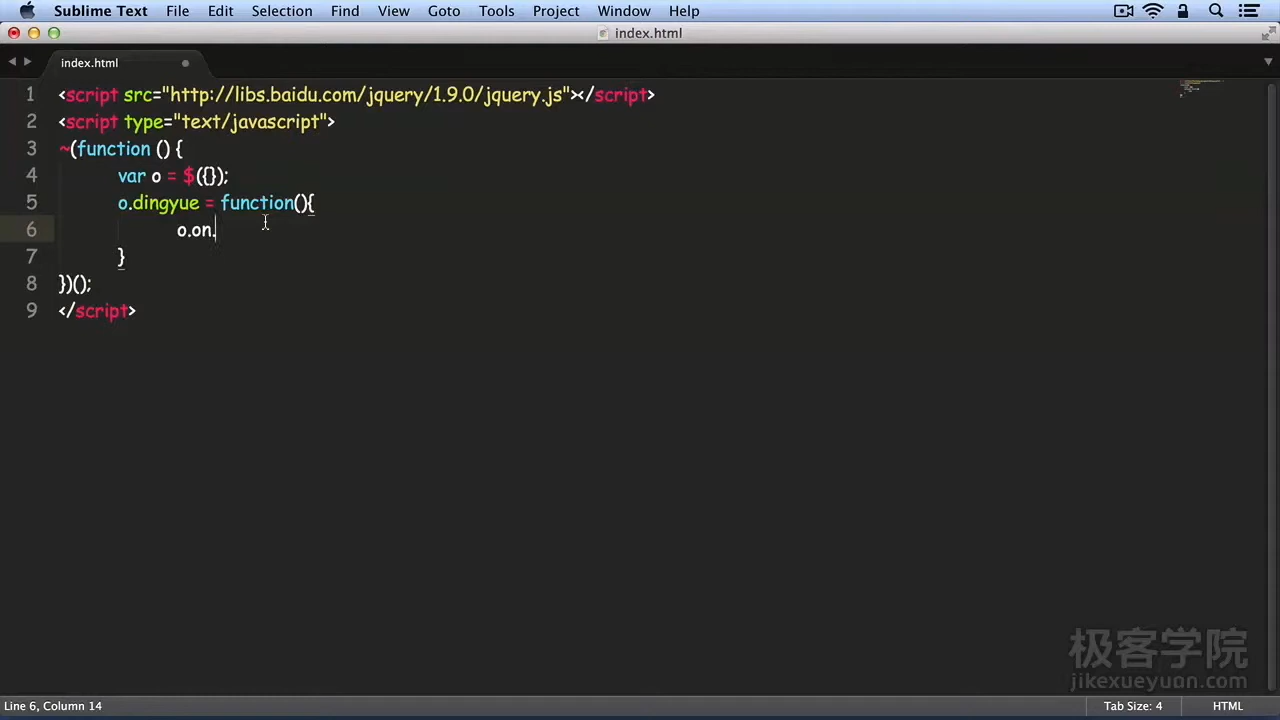 Sublime Text File Edit Selection Find View Goto Tools Project Window Help
index.html
index.html
1 <script src="http://libs.baidu.com/jquery/1.9.0/jquery.js"></script>
2 <script type="text/javascript">
3 ~(function () {
4 var o = $({});
5 o.dingyue = function(){
6 o.on.
7 }
8 })();
9 </script>
极客学院
jikexueyuan.com
Line 6, Column 14 Tab Size: 4 HTML